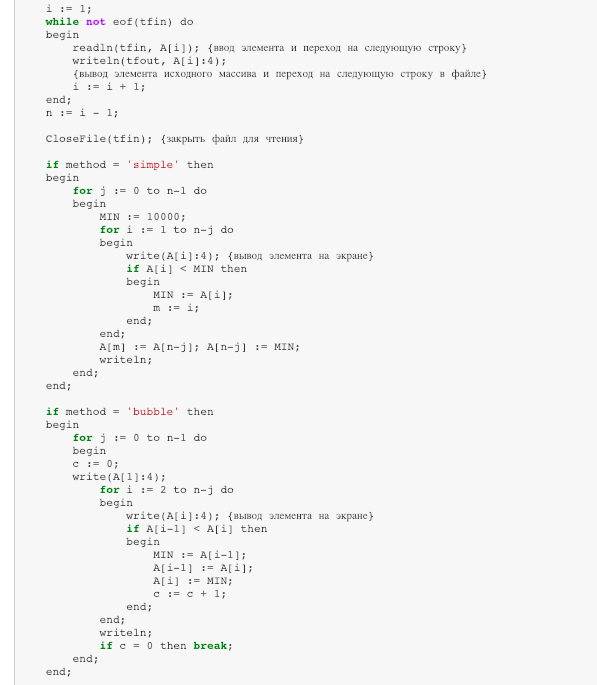 i := 1;
while not eof(tfin) do
begin
    readln(tfin, A[i]); {ввод элемента и переход на следующую строку}
    writeln(tfout, A[i]:4);
    {вывод элемента исходного массива и переход на следующую строку в файле}
    i := i + 1;
end;
n := i - 1;

CloseFile(tfin); {закрыть файл для чтения}

if method = 'simple' then
begin
    for j := 0 to n-1 do
    begin
        MIN := 10000;
        for i := 1 to n-j do
        begin
            write(A[i]:4); {вывод элемента на экране}
            if A[i] < MIN then
            begin
                MIN := A[i];
                m := i;
            end;
        end;
        A[m] := A[n-j]; A[n-j] := MIN;
        writeln;
    end;
end;

if method = 'bubble' then
begin
    for j := 0 to n-1 do
    begin
    c := 0;
    write(A[1]:4);
        for i := 2 to n-j do
        begin
            write(A[i]:4); {вывод элемента на экране}
            if A[i-1] < A[i] then
            begin
                MIN := A[i-1];
                A[i-1] := A[i];
                A[i] := MIN;
                c := c + 1;
            end;
        end;
        writeln;
        if c = 0 then break;
    end;
end;